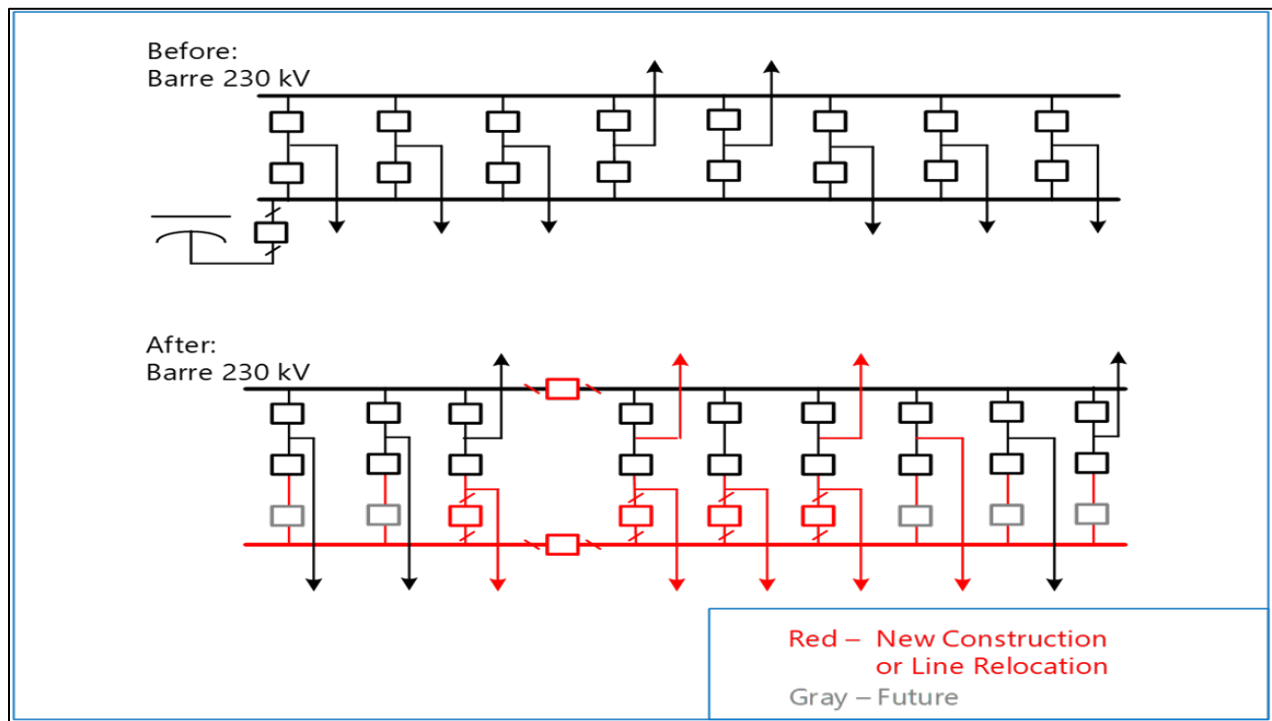 Before:
Barre 230 kV
After:
Barre 230 kV
Red – New Construction
or Line Relocation
Gray – Future